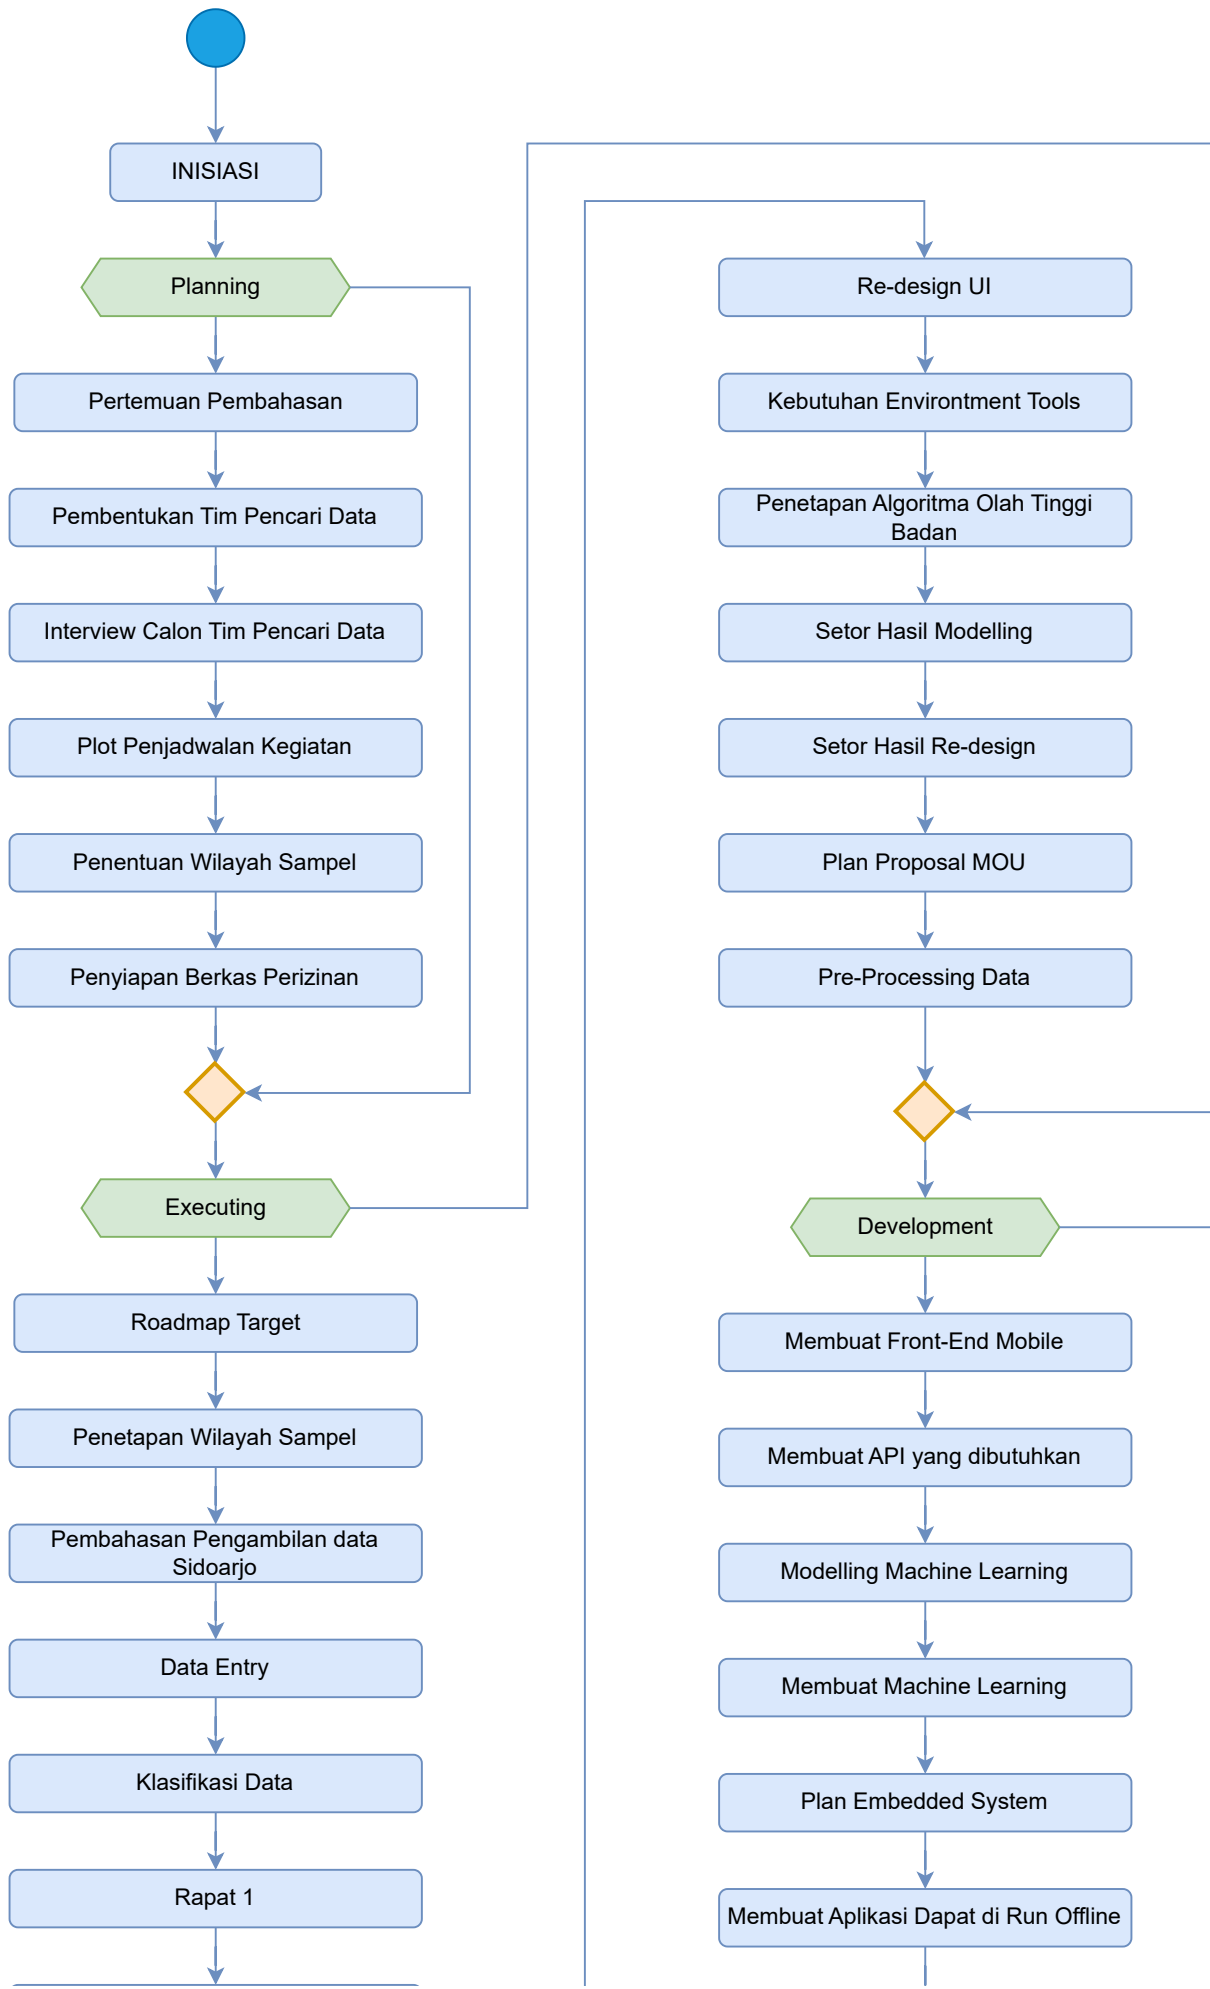 INISIASI
Planning
Pertemuan Pembahasan
Pembentukan Tim Pencari Data
Interview Calon Tim Pencari Data
Plot Penjadwalan Kegiatan
Penentuan Wilayah Sampel
Penyiapan Berkas Perizinan
Executing
Roadmap Target
Penetapan Wilayah Sampel
Pembahasan Pengambilan data
Sidoarjo
Data Entry
Klasifikasi Data
Rapat 1
Re-design UI
Kebutuhan Environtment Tools
Penetapan Algoritma Olah Tinggi
Badan
Setor Hasil Modelling
Setor Hasil Re-design
Plan Proposal MOU
Pre-Processing Data
Development
Membuat Front-End Mobile
Membuat API yang dibutuhkan
Modelling Machine Learning
Membuat Machine Learning
Plan Embedded System
Membuat Aplikasi Dapat di Run Offline